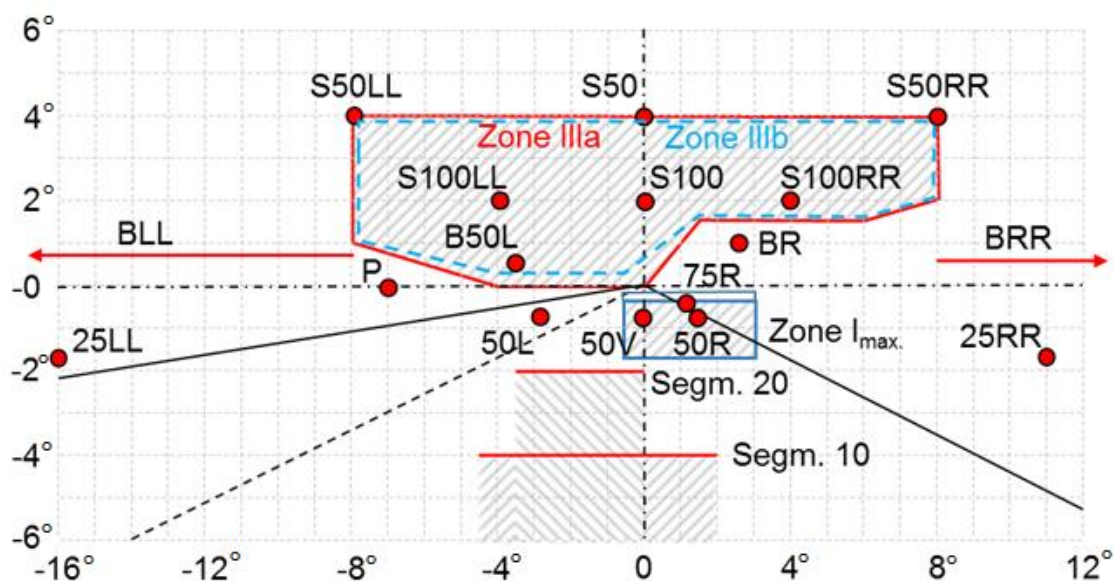 6°
S50LL S50 S50RR
4°
Zone IIIa Zone IIIb
S100LL S100 S100RR
2°
BLL B50L BR BRR
P 75R
-0
25LL 50L 50V 50R Zone Imax. 25RR
-2°
Segm. 20
-4° Segm. 10
-6°
-16° -12° -8° -4° 0° 4° 8° 12°